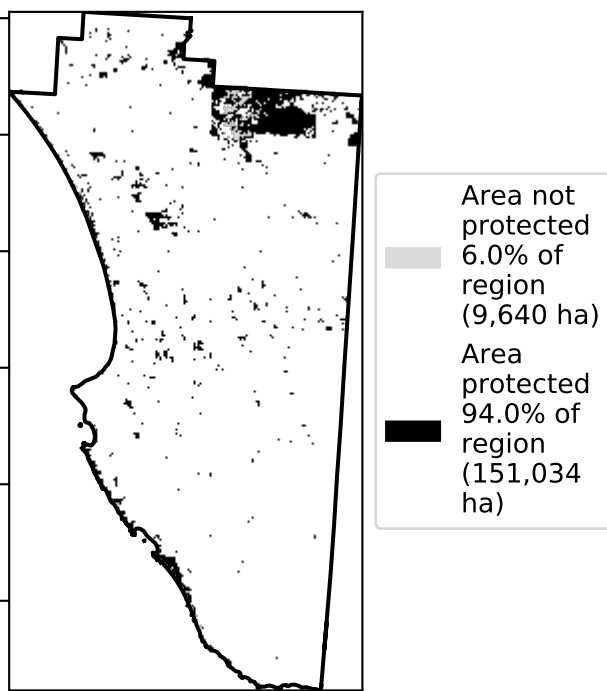 Area not
protected
6.0% of
region
(9,640 ha)
Area
protected
94.0% of
region
(151,034
ha)